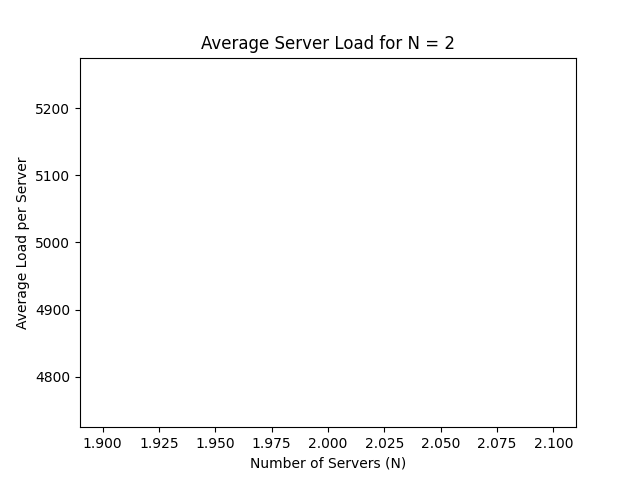 Average Server Load for N = 2
Average Load per Server
5200
5100
5000
4900
4800
1.900 1.925 1.950 1.975 2.000 2.025 2.050 2.075 2.100
Number of Servers (N)